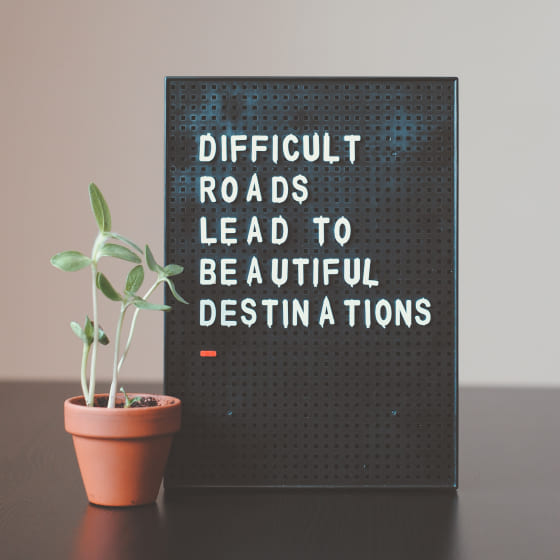 DIFFICULT
ROADS
LEAD TO
BEAUTIFUL
DESTINATIONS